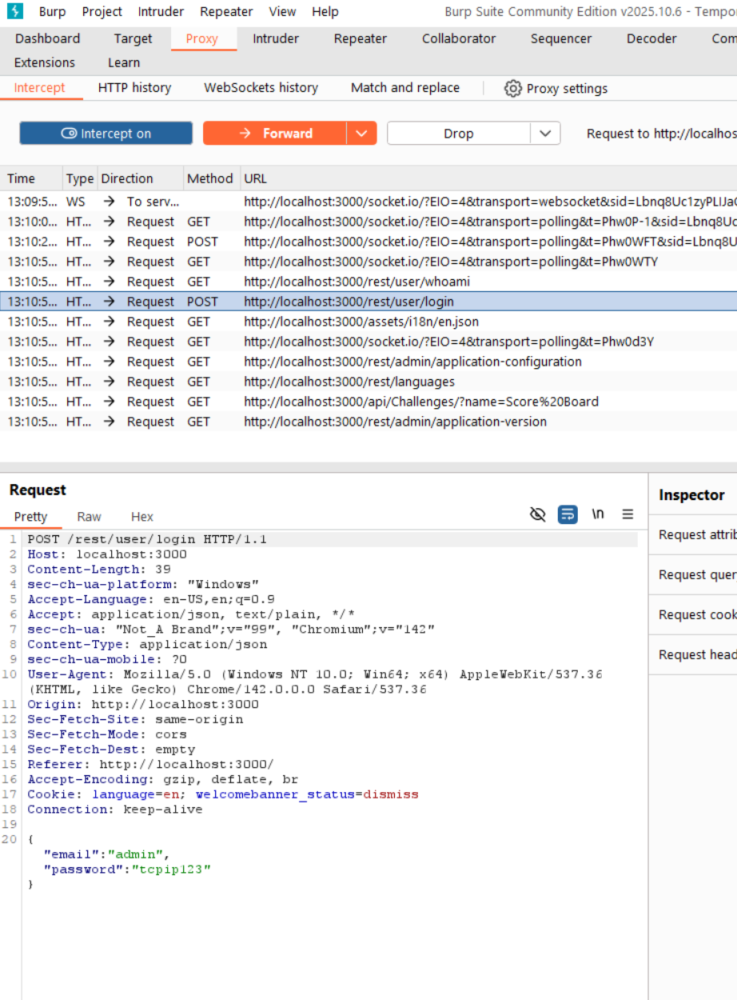 Burp Project Intruder Repeater View Help Burp Suite Community Edition v2025.10.6 - Tempo
Dashboard Target Proxy Intruder Repeater Collaborator Sequencer Decoder Com
Extensions Learn
Intercept HTTP history WebSockets history Match and replace Proxy settings
Intercept on Forward Drop Request to http://localhos
Time Type Direction Method URL
13:09:5... WS To serv... http://localhost:3000/socket.io/?EIO=4&transport=websocket&sid=Lbnq8Uc1zyPLIJa
13:10:0... HT... Request GET http://localhost:3000/socket.io/?EIO=4&transport=polling&t=Phw0P-1&sid=Lbnq8Uc
13:10:2... HT... Request POST http://localhost:3000/socket.io/?EIO=4&transport=polling&t=Phw0WFT&sid=Lbnq8U
13:10:5... HT... Request GET http://localhost:3000/socket.io/?EIO=4&transport=polling&t=Phw0WTY
13:10:5... HT... Request GET http://localhost:3000/rest/user/whoami
13:10:5... HT... Request POST http://localhost:3000/rest/user/login
13:10:5... HT... Request GET http://localhost:3000/assets/i18n/en.json
13:10:5... HT... Request GET http://localhost:3000/socket.io/?EIO=4&transport=polling&t=Phw0d3Y
13:10:5... HT... Request GET http://localhost:3000/rest/admin/application-configuration
13:10:5... HT... Request GET http://localhost:3000/rest/languages
13:10:5... HT... Request GET http://localhost:3000/api/Challenges/?name=Score%20Board
13:10:5... HT... Request GET http://localhost:3000/rest/admin/application-version
Request
Pretty Raw Hex \n
1 POST /rest/user/login HTTP/1.1
2 Host: localhost:3000
3 Content-Length: 39
4 sec-ch-ua-platform: "Windows"
5 Accept-Language: en-US,en;q=0.9
6 Accept: application/json, text/plain, */*
7 sec-ch-ua: "Not_A Brand";v="99", "Chromium";v="142"
8 Content-Type: application/json
9 sec-ch-ua-mobile: ?0
10 User-Agent: Mozilla/5.0 (Windows NT 10.0; Win64; x64) AppleWebKit/537.36
(KHTML, like Gecko) Chrome/142.0.0.0 Safari/537.36
11 Origin: http://localhost:3000
12 Sec-Fetch-Site: same-origin
13 Sec-Fetch-Mode: cors
14 Sec-Fetch-Dest: empty
15 Referer: http://localhost:3000/
16 Accept-Encoding: gzip, deflate, br
17 Cookie: language=en; welcomebanner_status=dismiss
18 Connection: keep-alive
19
20 {
"email":"admin",
"password":"tcpip123"
}
Inspector
Request attrib
Request quer
Request cook
Request head